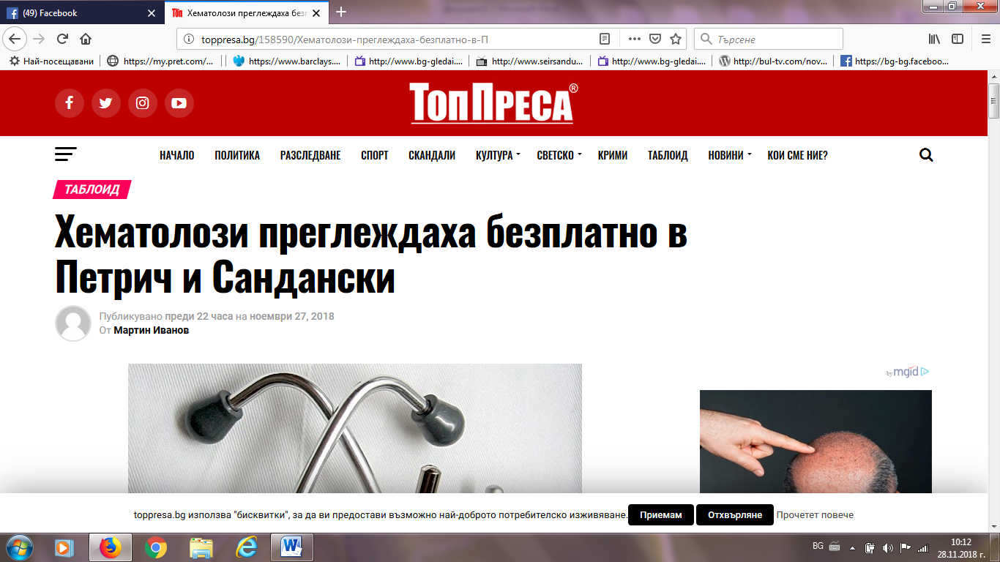 (49) Facebook
Хематолози преглеждаха без
toppresa.bg/158590/Хематолози-преглеждаха-безплатно-в-П
Търсене
Най-посещавани
https://my.pret.com/...
https://www.barclays....
http://www.bg-gledai....
http://www.seirsandu...
http://www.bg-gledai....
http://bul-tv.com/nov...
https://bg-bg.faceboo...
ТопПреса®
НАЧАЛО ПОЛИТИКА РАЗСЛЕДВАНЕ СПОРТ СКАНДАЛИ КУЛТУРА СВЕТСКО КРИМИ ТАБЛОИД НОВИНИ КОИ СМЕ НИЕ?
ТАБЛОИД
Хематолози преглеждаха безплатно в
Петрич и Сандански
Публикувано преди 22 часа на ноември 27, 2018
От Мартин Иванов
by mgid
toppresa.bg използва "бисквитки", за да ви предостави възможно най-доброто потребителско изживяване. Приемам Отхвърляне Прочетет повече
BG
10:12
28.11.2018 г.